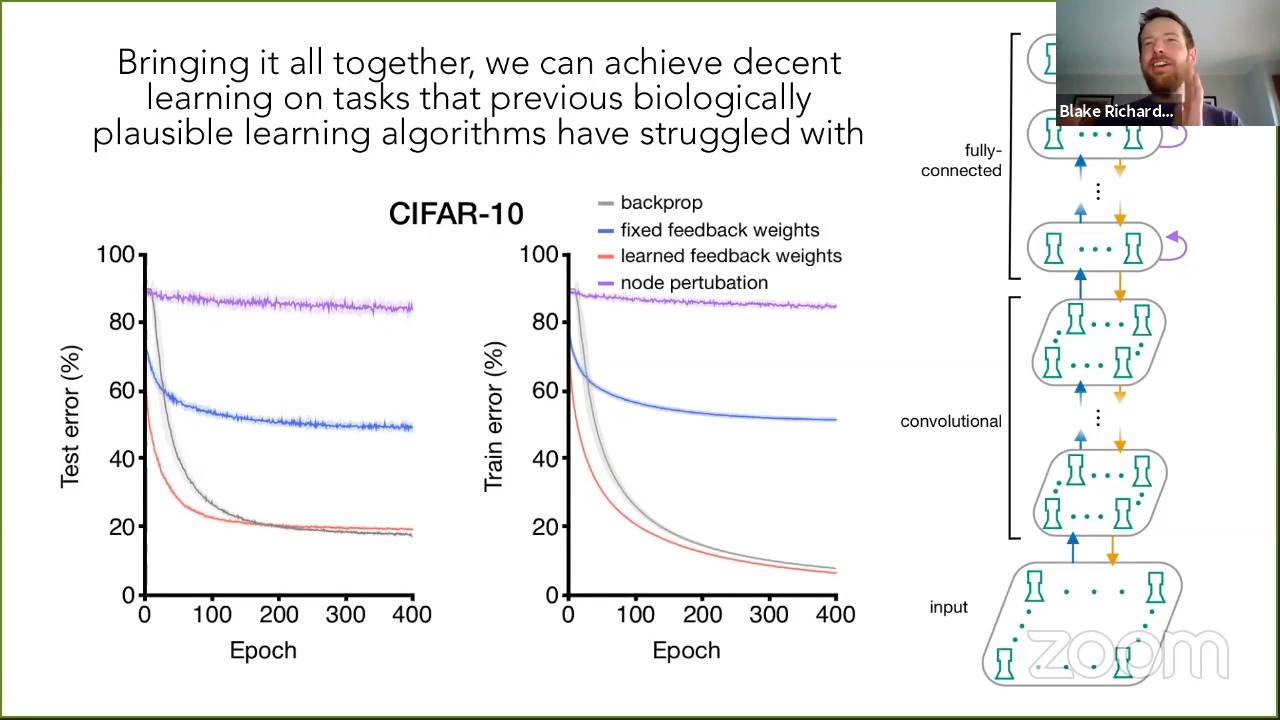 Bringing it all together, we can achieve decent
learning on tasks that previous biologically
plausible learning algorithms have struggled with
Blake Richard...
CIFAR-10
backprop
fixed feedback weights
learned feedback weights
node pertubation
Test error (%)
100
80
60
40
20
0
0 100 200 300 400
Epoch
Train error (%)
100
80
60
40
20
0
0 100 200 300 400
Epoch
fully-
connected
convolutional
input
zoom